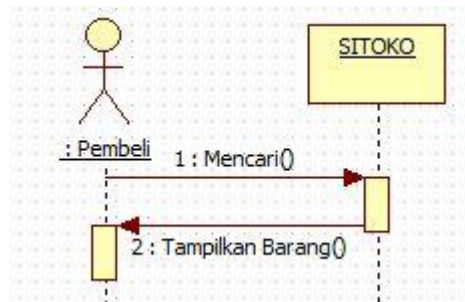 SITOKO
: Pembeli
1 : Mencari()
2 : Tampilkan Barang()